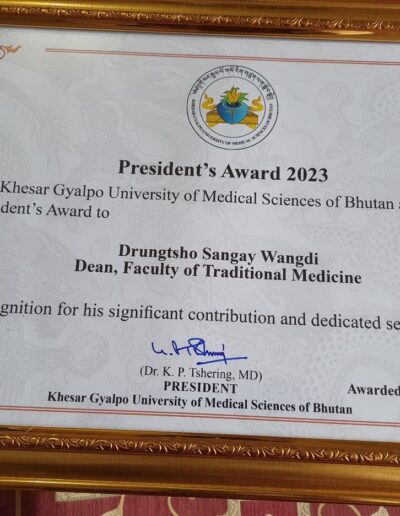 President's Award 2023
Khesar Gyalpo University of Medical Sciences of Bhutan
dent's Award to
Drungtsho Sangay Wangdi
Dean, Faculty of Traditional Medicine
gnition for his significant contribution and dedicated se
(Dr. K. P. Tshering, MD)
PRESIDENT
Awarded
Khesar Gyalpo University of Medical Sciences of Bhutan